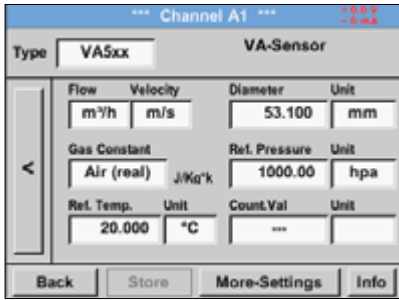 *** Channel A1 ***
~ 0.0 V
~ 0 mA
Type VA5xx VA-Sensor
Flow Velocity Diameter Unit
m³/h m/s 53.100 mm
Gas Constant Ref. Pressure Unit
< Air (real) J/Kg*k 1000.00 hpa
Ref. Temp. Unit Count.Val Unit
20.000 °C ---
Back Store More-Settings Info